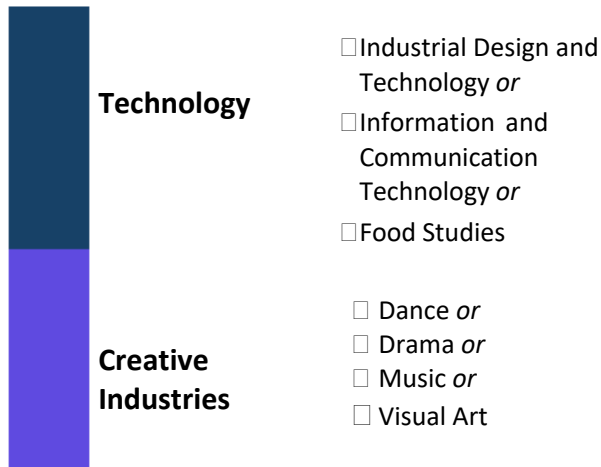 Technology
□Industrial Design and
Technology or
□Information and
Communication
Technology or
□Food Studies
Creative
Industries
□ Dance or
□ Drama or
□ Music or
□ Visual Art